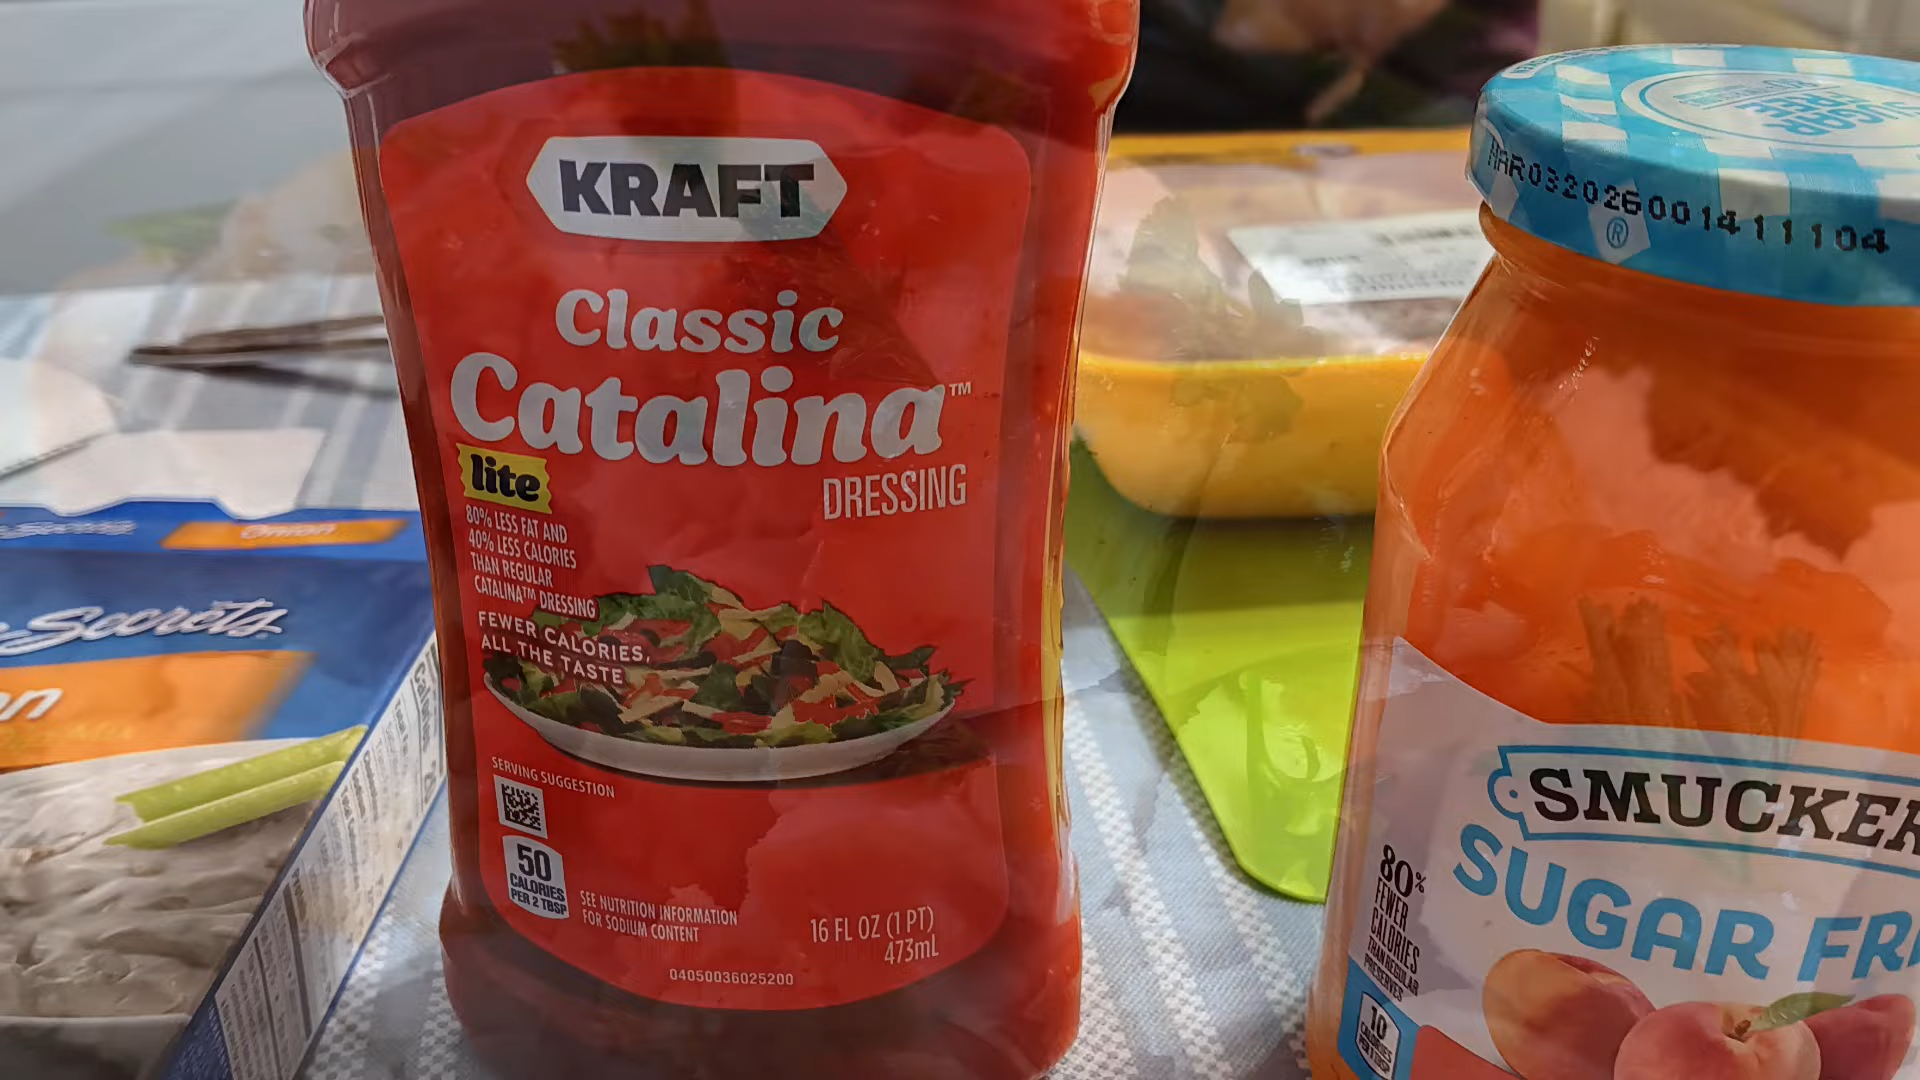 KRAFT
Classic
Catalina™
lite
DRESSING
80% LESS FAT AND
40% LESS CALORIES
THAN REGULAR
CATALINA™ DRESSING
FEWER CALORIES,
ALL THE TASTE
SERVING SUGGESTION
50
CALORIES
PER 2 TBSP
SEE NUTRITION INFORMATION
FOR SODIUM CONTENT
16 FL OZ (1 PT)
473mL
04050036025200
Onion
Secrets
on
SUGAR
FREE
MAR032026001411104
®
SMUCKER
SUGAR FR
80%
FEWER
CALORIES
THAN REGULAR
PRESERVES
10
CALORIES